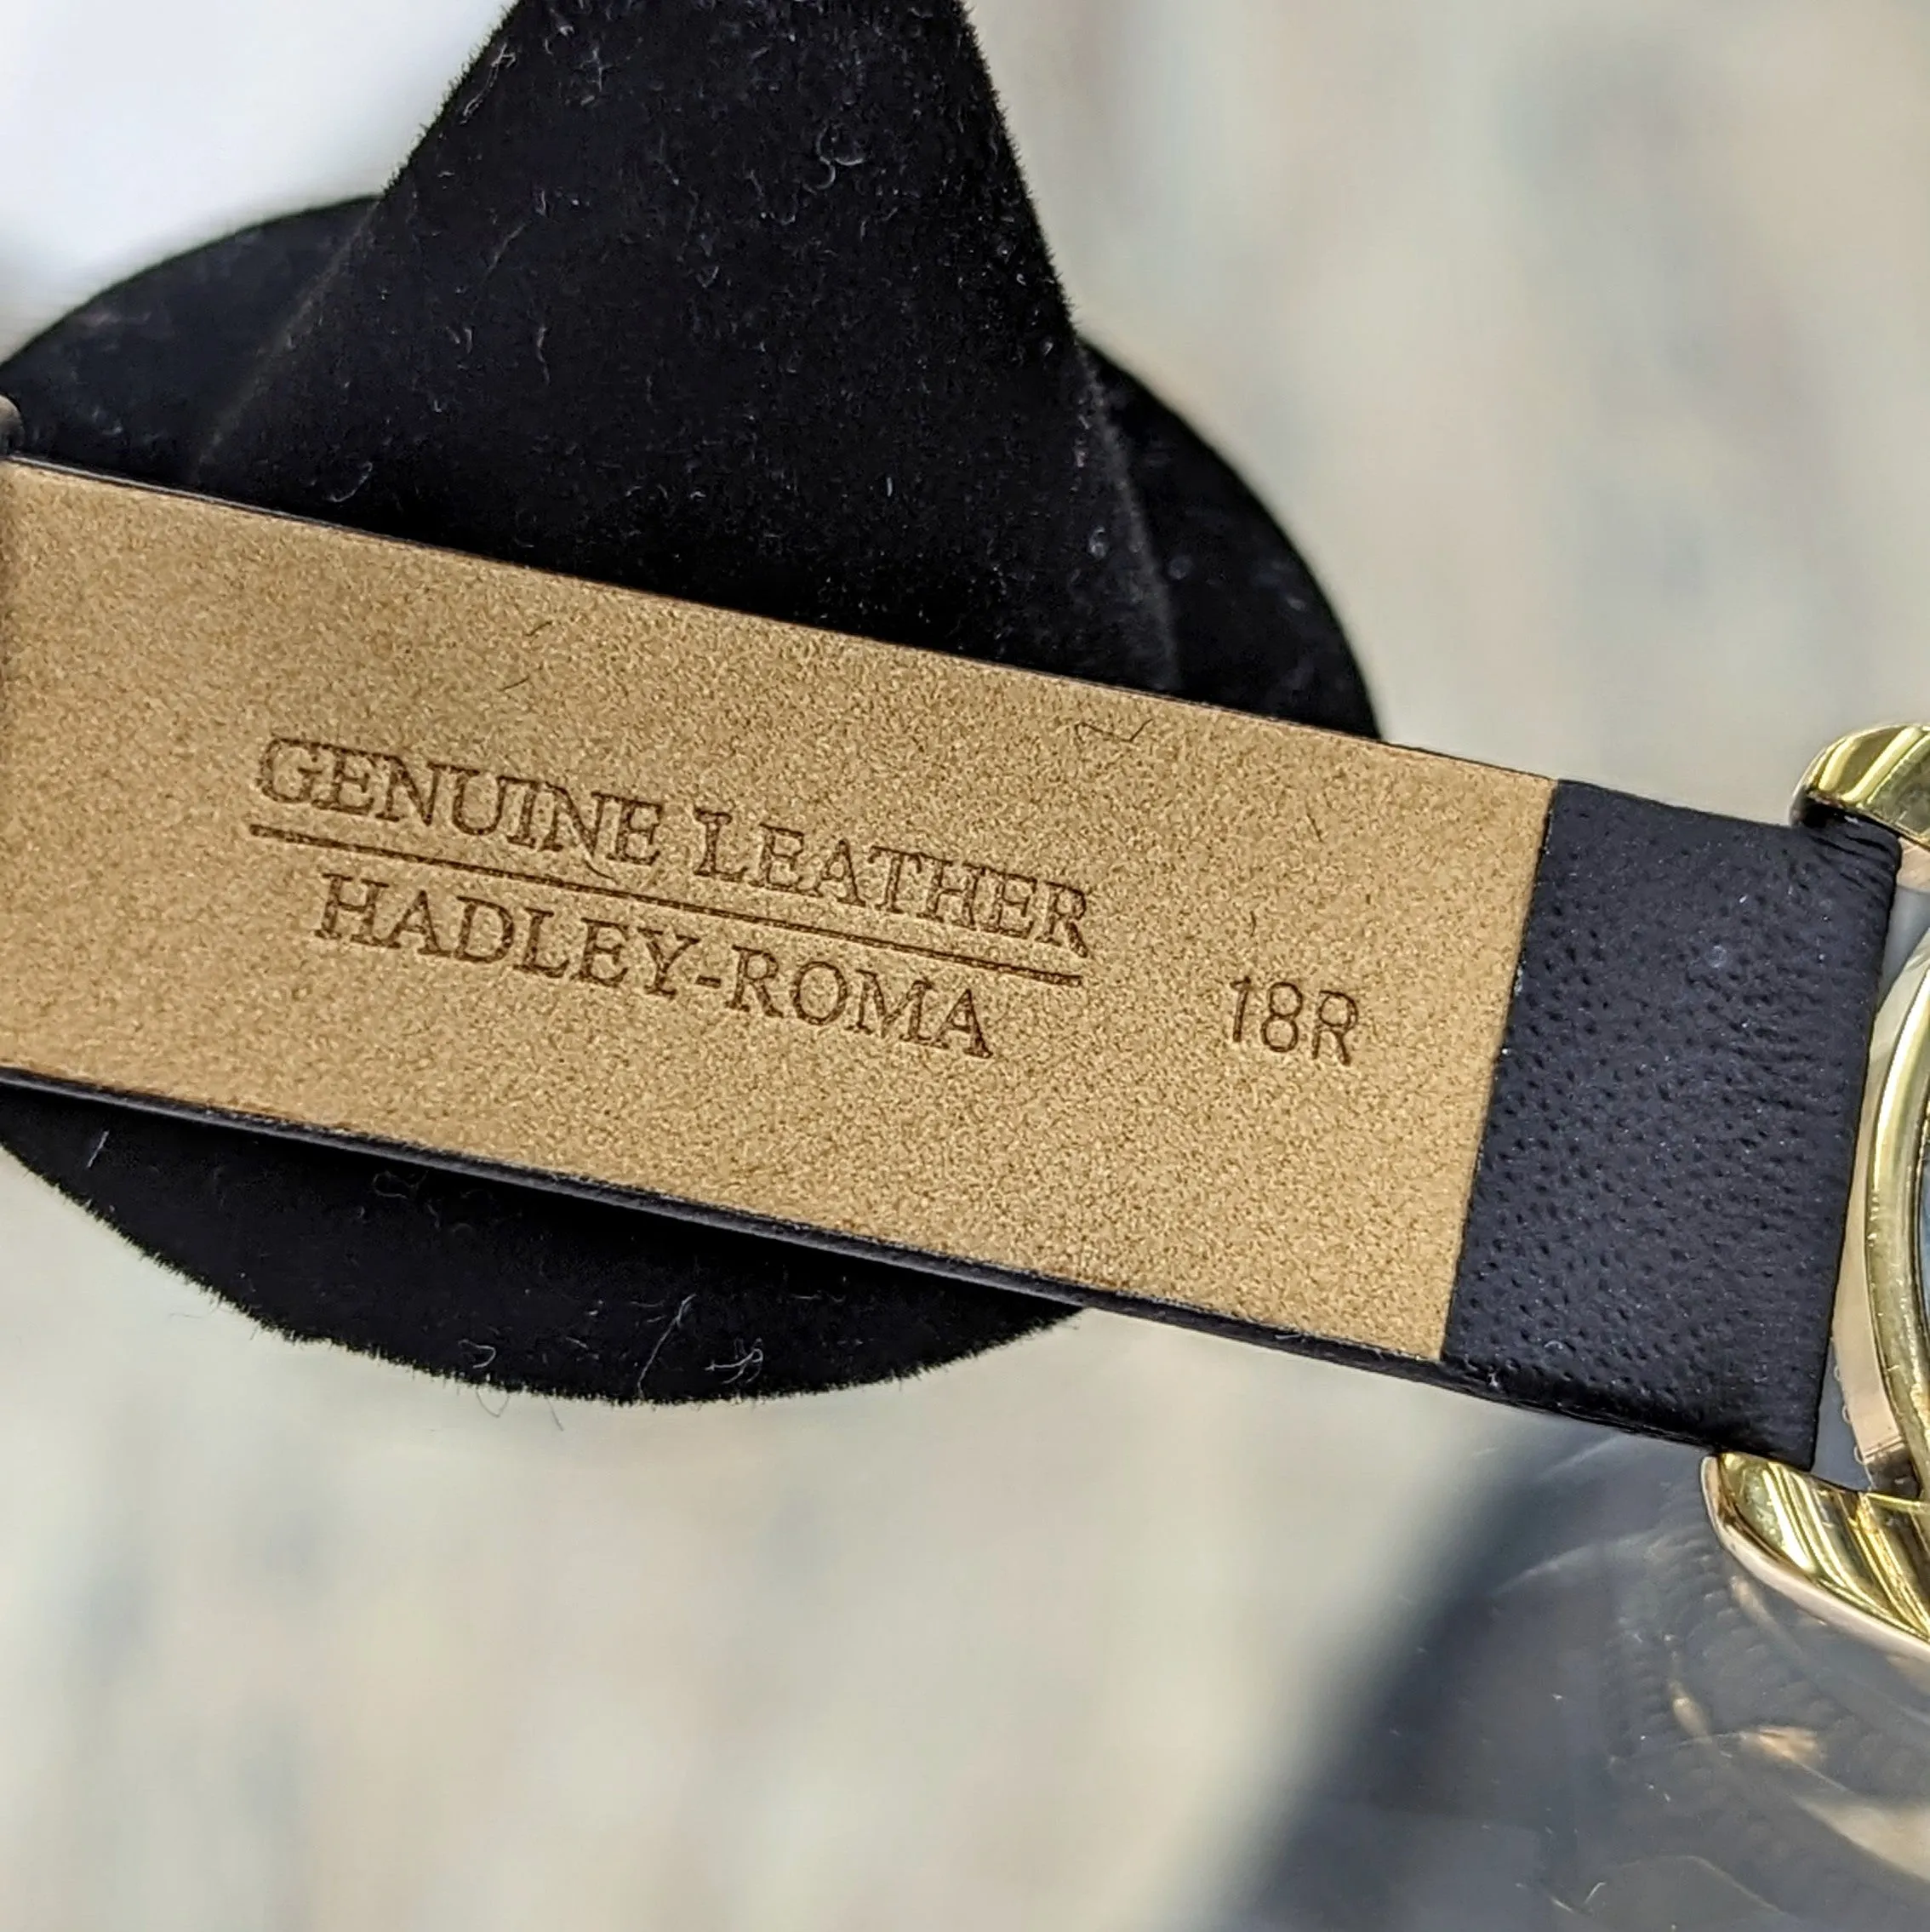 GENUINE LEATHER
HADLEY-ROMA
18R